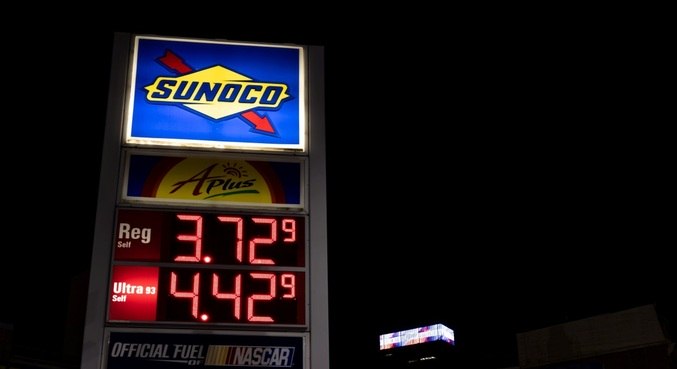 SUNOCO
APlus
Reg 3.72 9
Self
Ultra 93 4.42 9
Self
OFFICIAL FUEL OF NASCAR